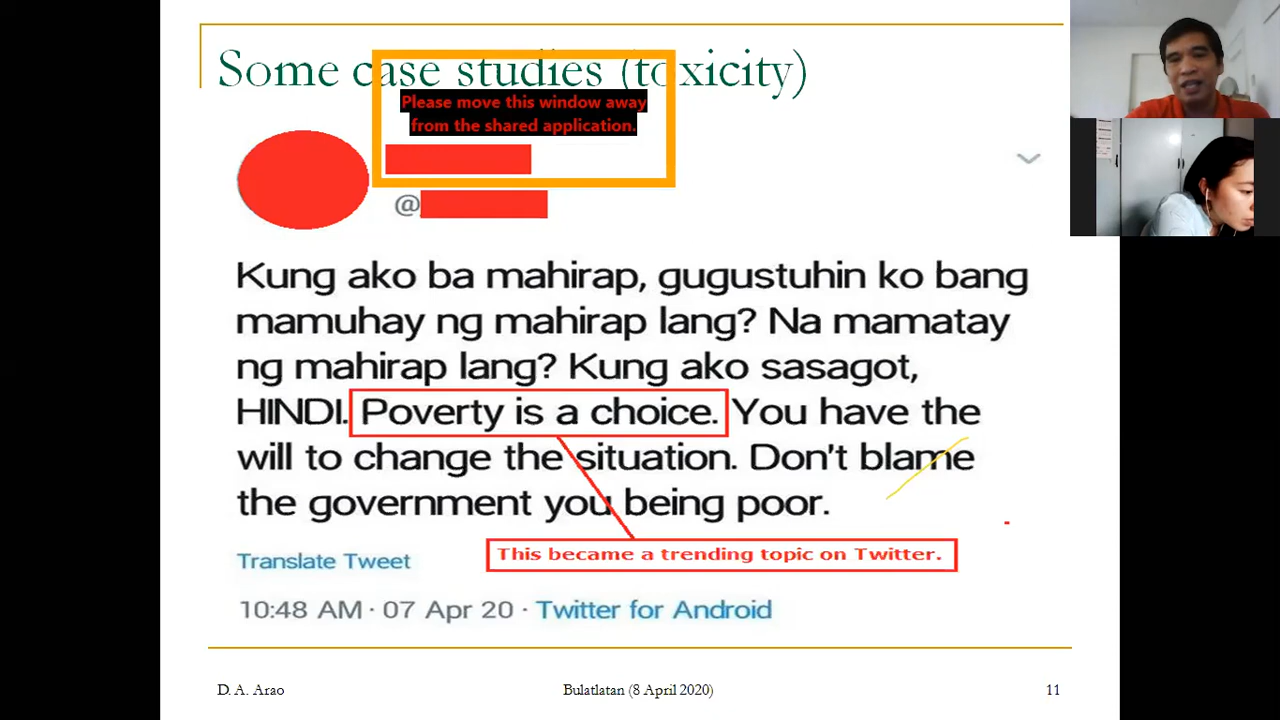 Some case studies (toxicity)
Please move this window away
from the shared application.
@
Kung ako ba mahirap, gugustuhin ko bang
mamuhay ng mahirap lang? Na mamatay
ng mahirap lang? Kung ako sasagot,
HINDI. Poverty is a choice. You have the
will to change the situation. Don't blame
the government you being poor.
This became a trending topic on Twitter.
Translate Tweet
10:48 AM · 07 Apr 20 · Twitter for Android
D. A. Arao
Bulatlatan (8 April 2020)
11